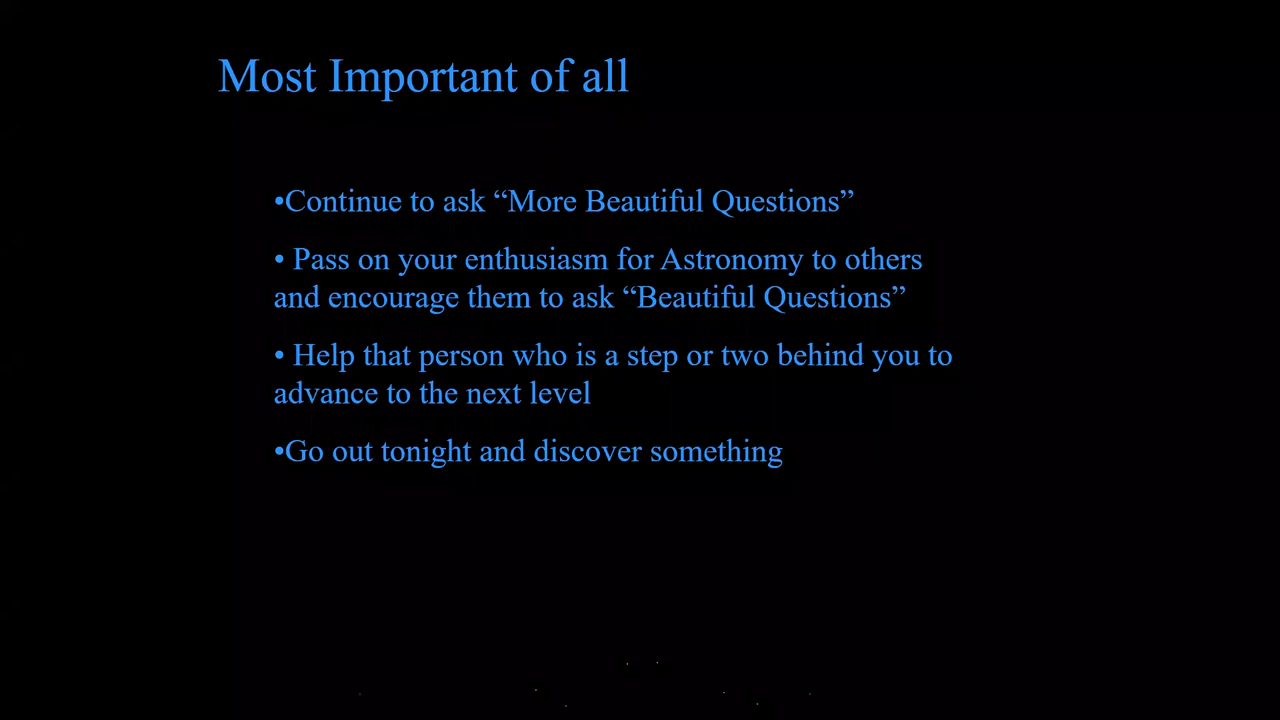 Most Important of all
•Continue to ask “More Beautiful Questions”
• Pass on your enthusiasm for Astronomy to others
and encourage them to ask “Beautiful Questions”
• Help that person who is a step or two behind you to
advance to the next level
•Go out tonight and discover something